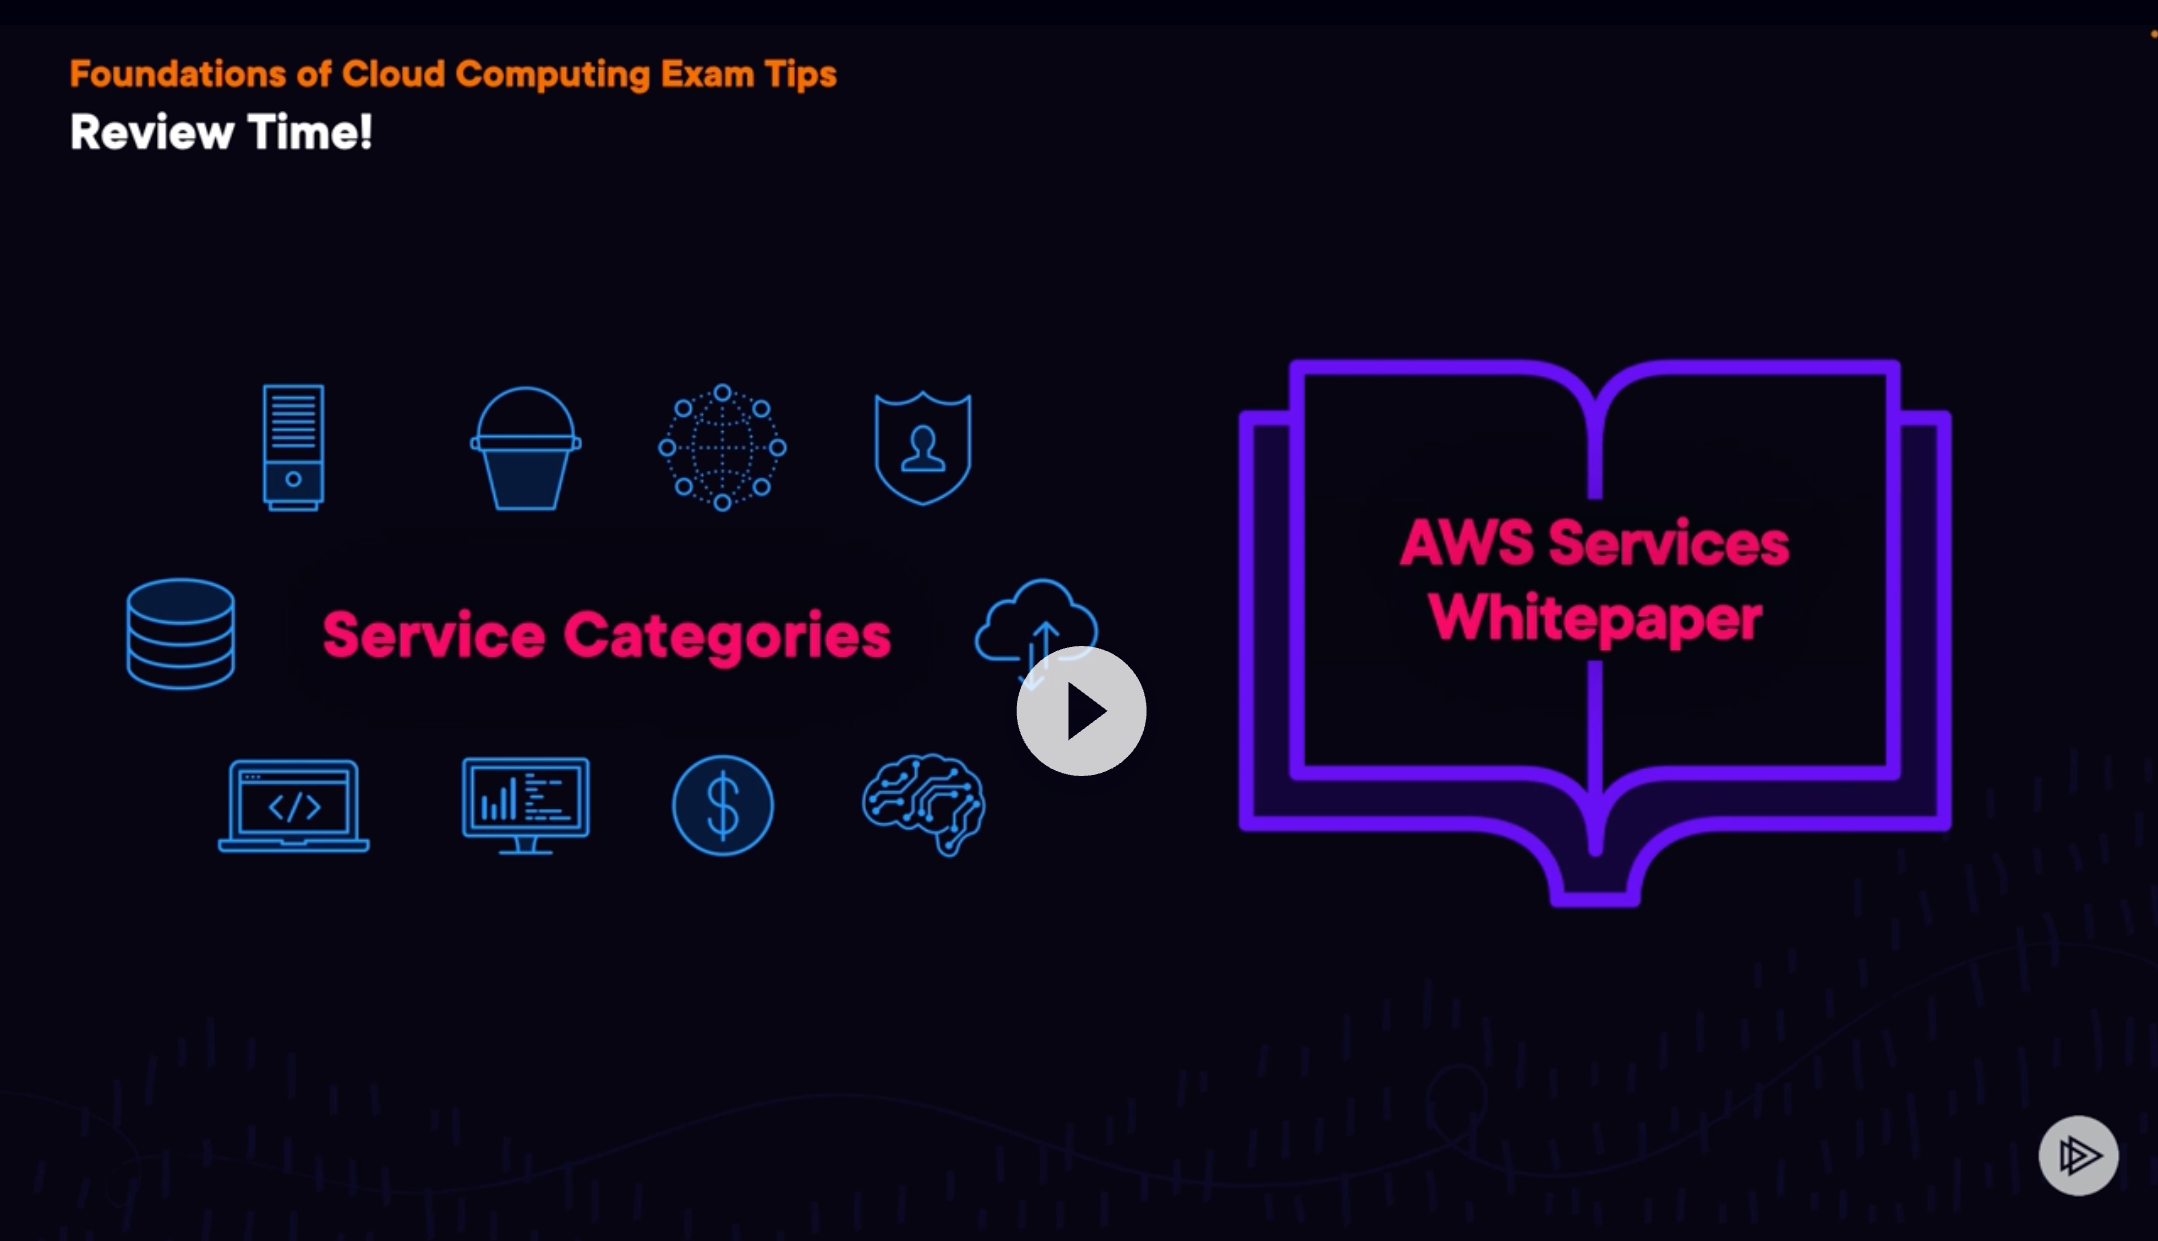 Foundations of Cloud Computing Exam Tips
Review Time!
Service Categories
AWS Services
Whitepaper